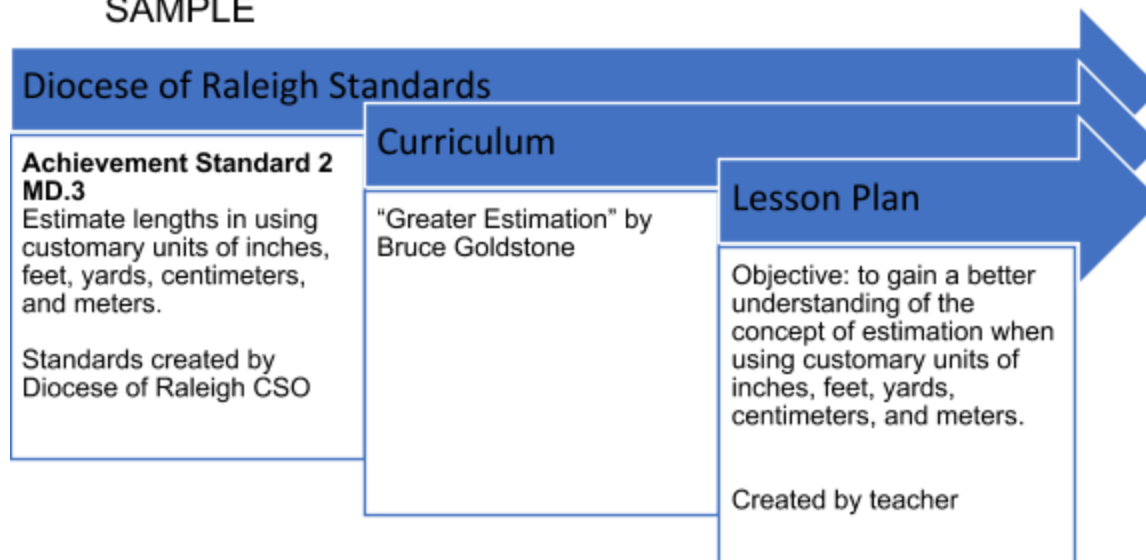 SAMPLE
Diocese of Raleigh Standards
Achievement Standard 2
MD.3
Estimate lengths in using
customary units of inches,
feet, yards, centimeters,
and meters.
Standards created by
Diocese of Raleigh CSO
Curriculum
“Greater Estimation” by
Bruce Goldstone
Lesson Plan
Objective: to gain a better
understanding of the
concept of estimation when
using customary units of
inches, feet, yards,
centimeters, and meters.
Created by teacher